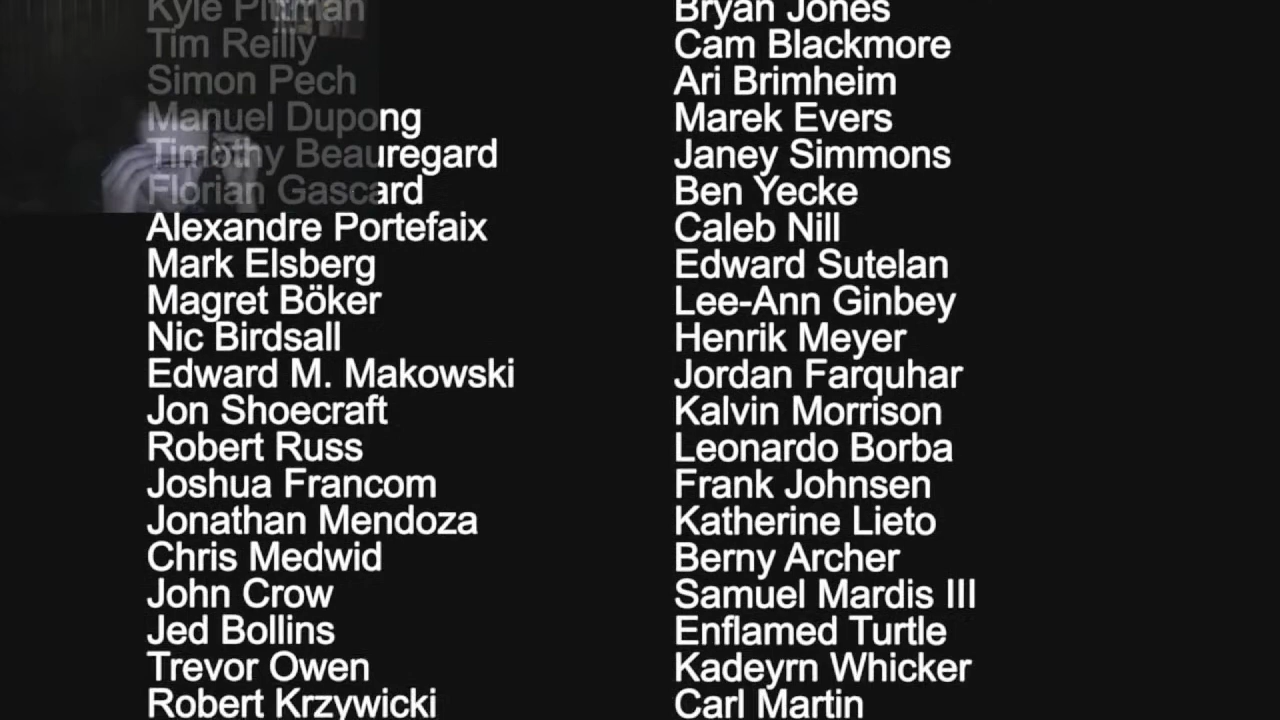 Kyle Pittman
Tim Reilly
Simon Pech
Manuel Dupong
Timothy Beauregard
Florian Gascard
Alexandre Portefaix
Mark Elsberg
Magret Böker
Nic Birdsall
Edward M. Makowski
Jon Shoecraft
Robert Russ
Joshua Francom
Jonathan Mendoza
Chris Medwid
John Crow
Jed Bollins
Trevor Owen
Robert Krzywicki
Bryan Jones
Cam Blackmore
Ari Brimheim
Marek Evers
Janey Simmons
Ben Yecke
Caleb Nill
Edward Sutelan
Lee-Ann Ginbey
Henrik Meyer
Jordan Farquhar
Kalvin Morrison
Leonardo Borba
Frank Johnsen
Katherine Lieto
Berny Archer
Samuel Mardis III
Enflamed Turtle
Kadeyrn Whicker
Carl Martin